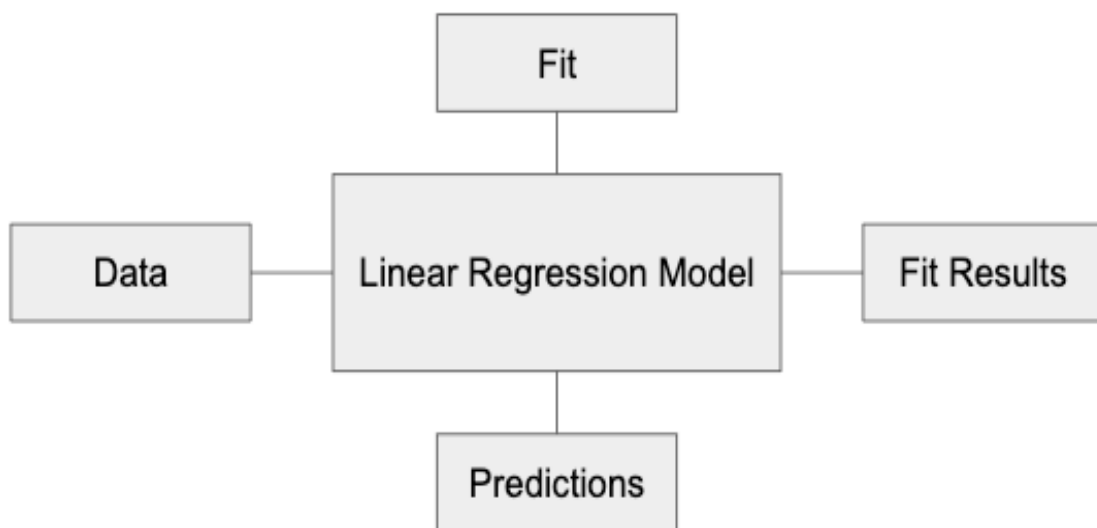 Fit
Data
Linear Regression Model
Fit Results
Predictions